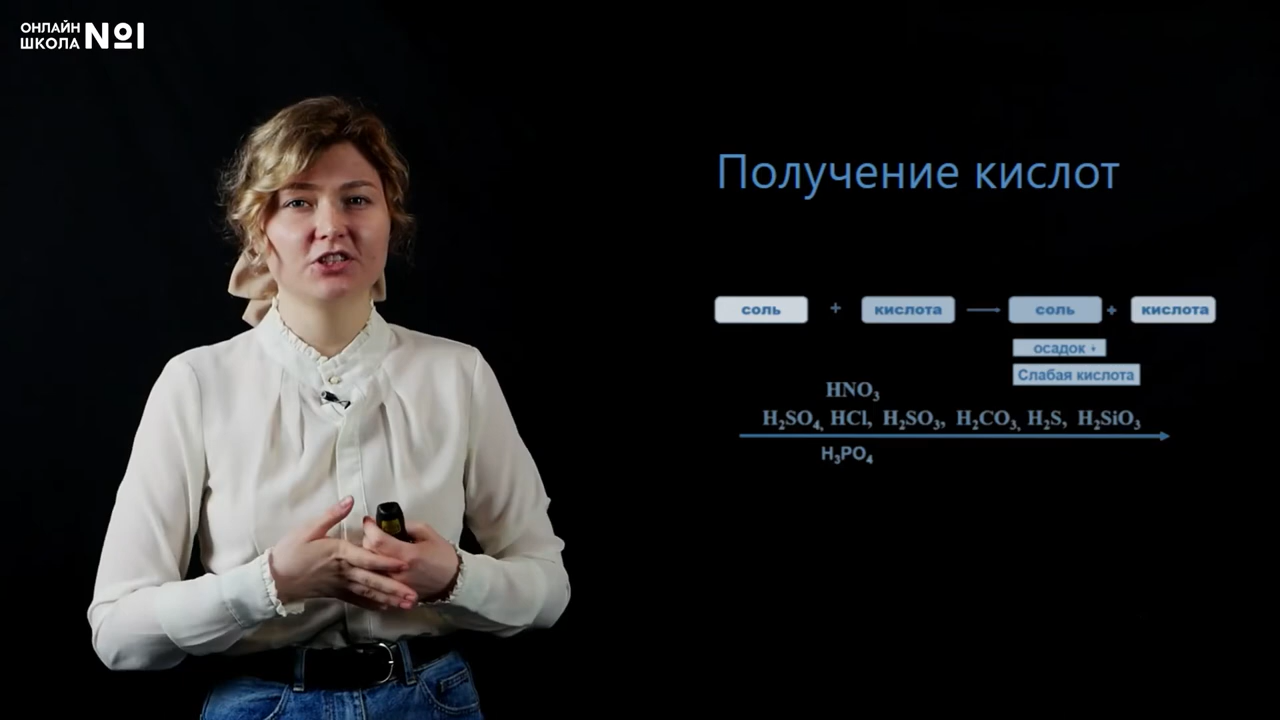 ОНЛАЙН
ШКОЛА №1
Получение кислот
соль + кислота → соль + кислота
осадок ↓
Слабая кислота
HNO₃
H₂SO₄, HCl, H₂SO₃, H₂CO₃, H₂S, H₂SiO₃
H₃PO₄